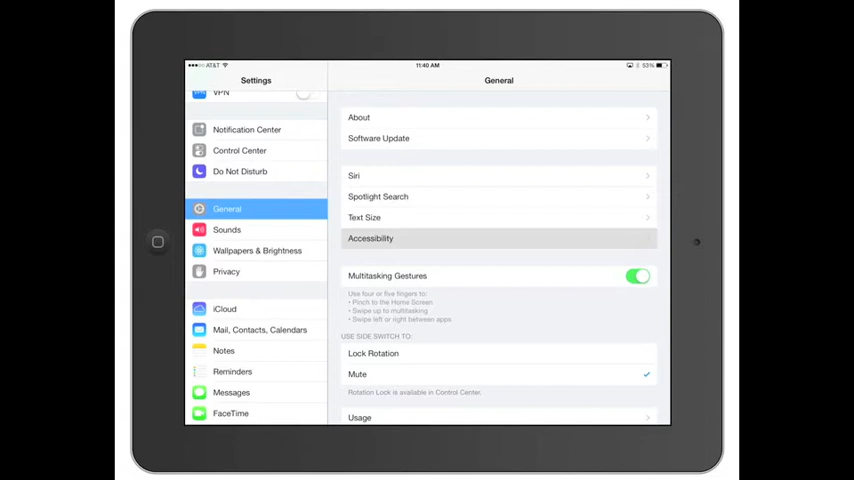 AT&T
11:40 AM
53%
Settings
General
VPN
Notification Center
Control Center
Do Not Disturb
General
Sounds
Wallpapers & Brightness
Privacy
iCloud
Mail, Contacts, Calendars
Notes
Reminders
Messages
FaceTime
About
Software Update
Siri
Spotlight Search
Text Size
Accessibility
Multitasking Gestures
Use four or five fingers to:
• Pinch to the Home Screen
• Swipe up to multitasking
• Swipe left or right between apps
USE SIDE SWITCH TO:
Lock Rotation
Mute
Rotation Lock is available in Control Center.
Usage